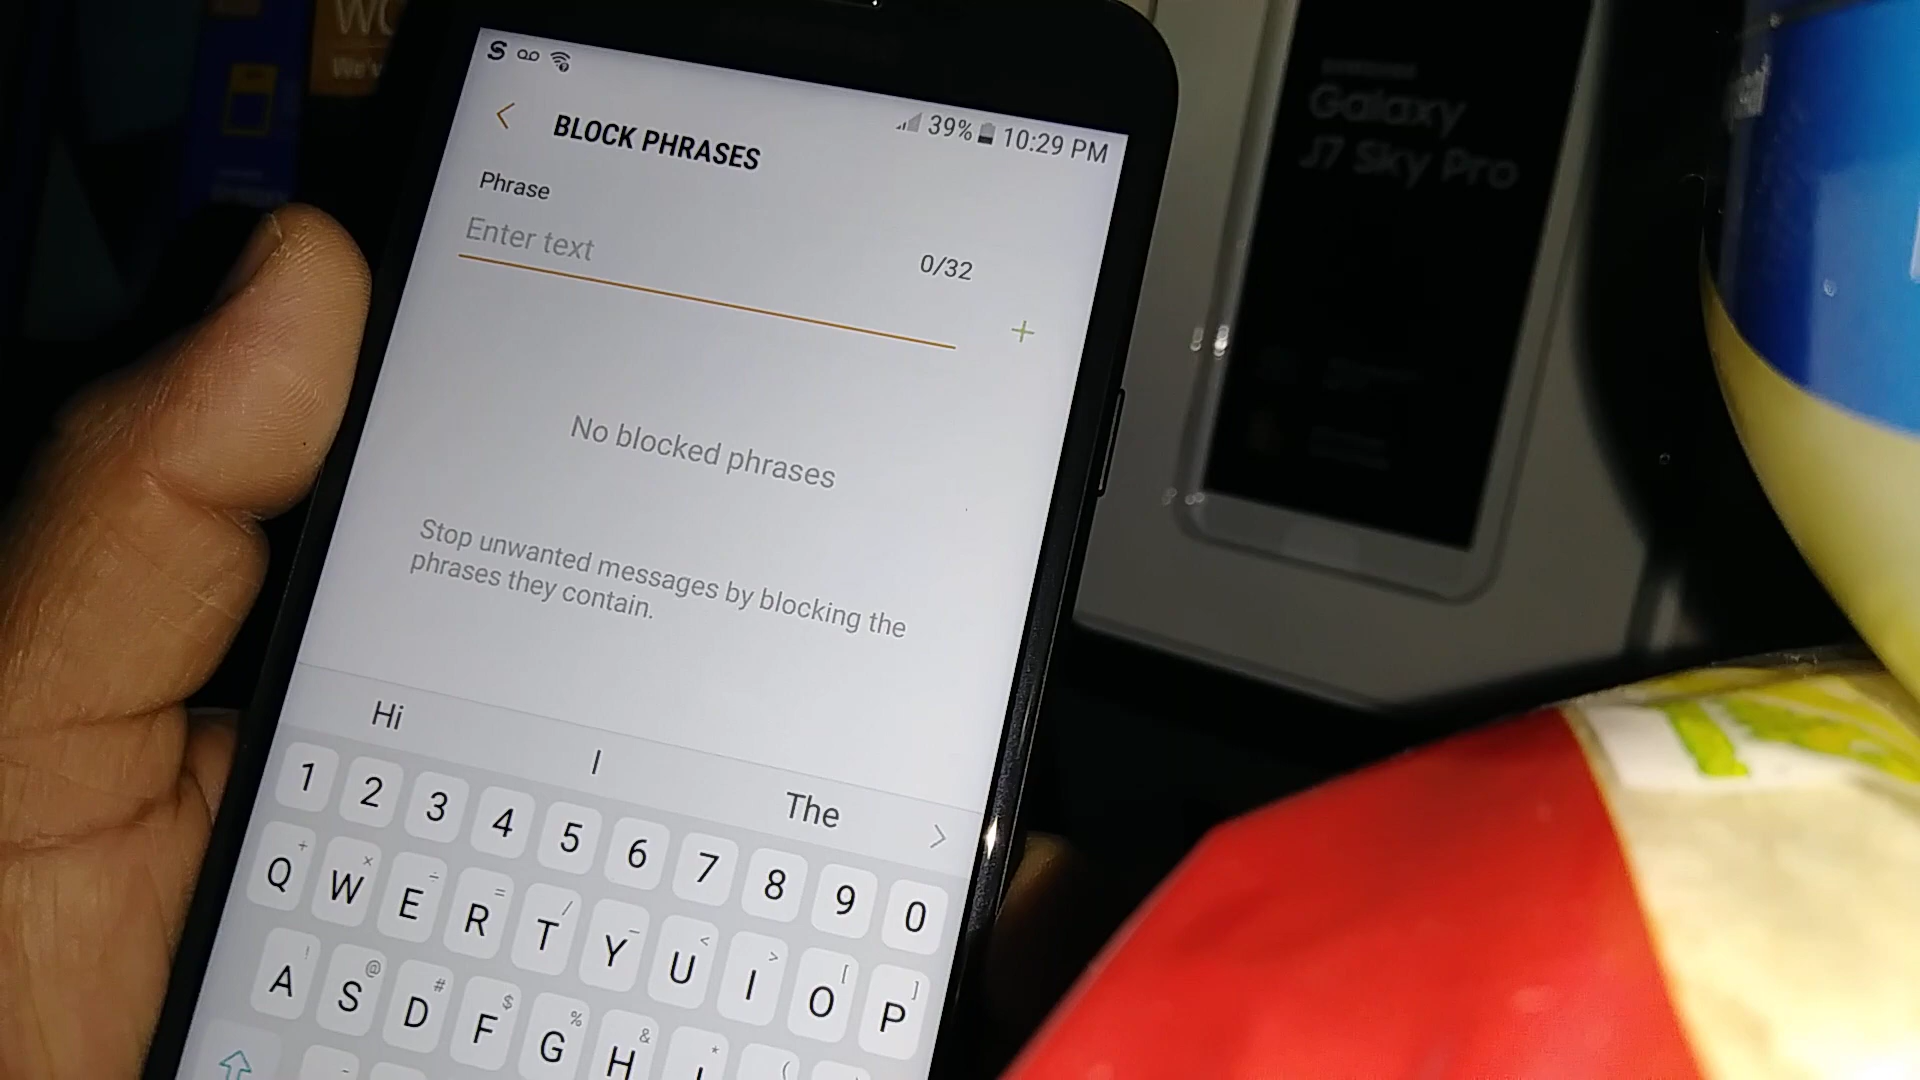 39% 10:29 PM
BLOCK PHRASES
Phrase
Enter text
0/32
+
No blocked phrases
Stop unwanted messages by blocking the
phrases they contain.
Hi I The >
1 2 3 4 5 6 7 8 9 0
+ × ÷ = / _ < > [ ]
Q W E R T Y U I O P
! @ # $ % & * (
A S D F G H
SAMSUNG
Galaxy
J7 Sky Pro